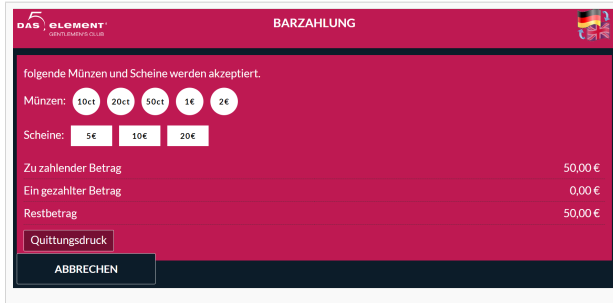 DAS 5 ELEMENT
GENTLEMEN'S CLUB
BARZAHLUNG
folgende Münzen und Scheine werden akzeptiert.
Münzen: 10ct 20ct 50ct 1€ 2€
Scheine: 5€ 10€ 20€
Zu zahlender Betrag 50,00 €
Ein gezahlter Betrag 0,00 €
Restbetrag 50,00 €
Quittungsdruck
ABBRECHEN